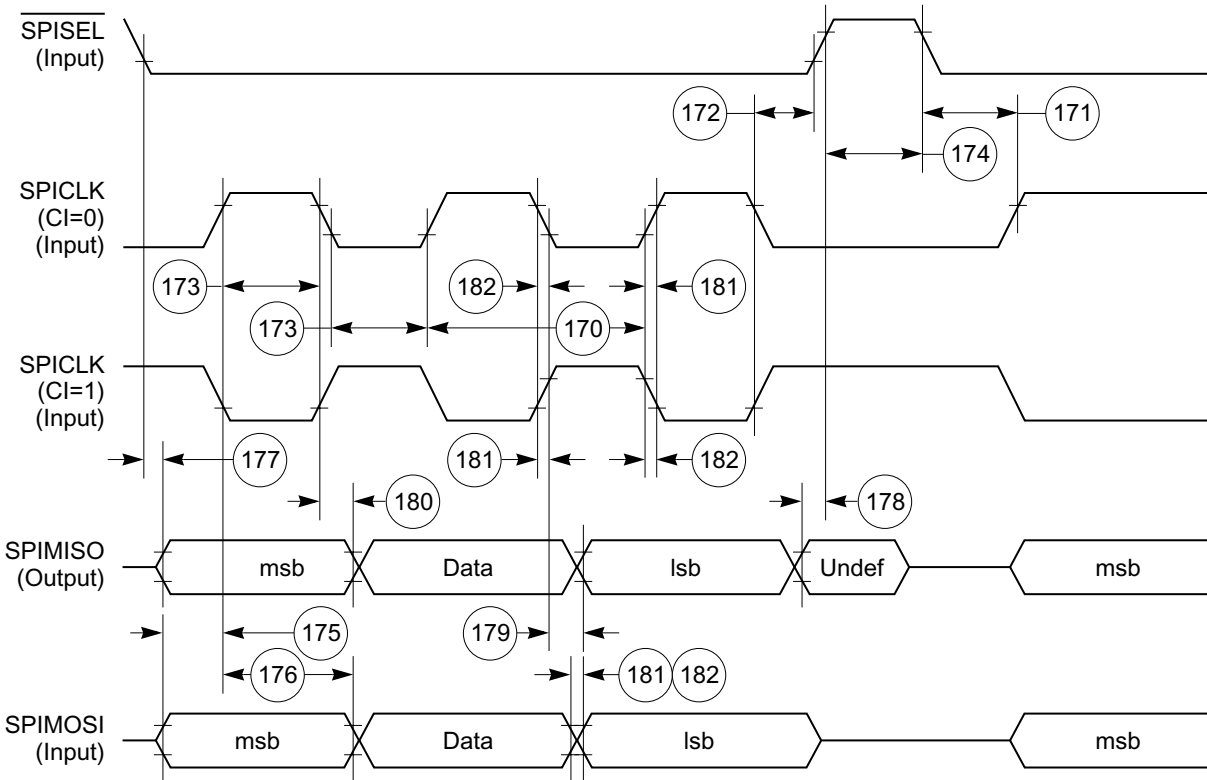 SPISEL
(Input)
172
171
174
SPICLK
(CI=0)
(Input)
173
182
181
173
170
SPICLK
(CI=1)
(Input)
177
181
182
180
178
SPIMISO
(Output)
msb
Data
lsb
Undef
msb
175
179
176
181
182
SPIMOSI
(Input)
msb
Data
lsb
msb